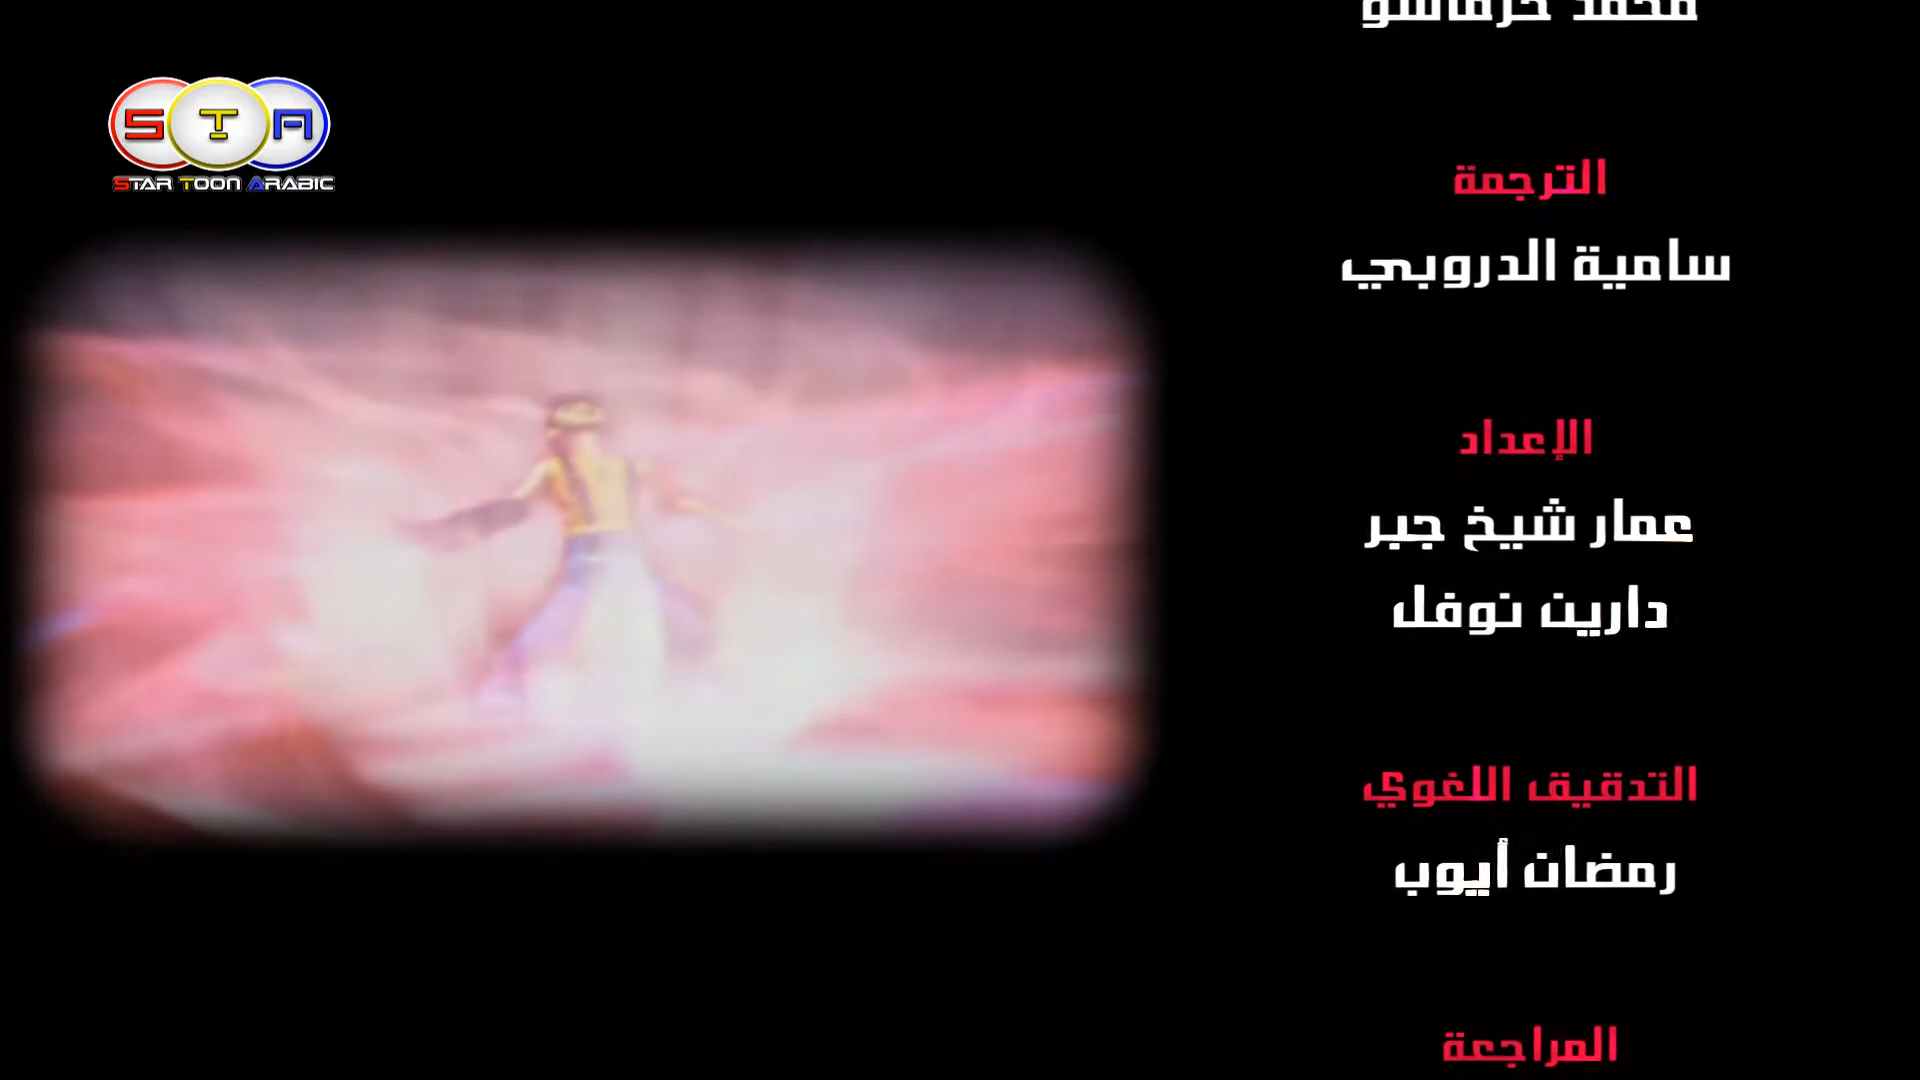 STA
STAR TOON ARABIC
الترجمة
سامية الدروبي
الإعداد
عمار شيخ جبر
دارين نوفل
التدقيق اللغوي
رمضان أيوب
المراجعة